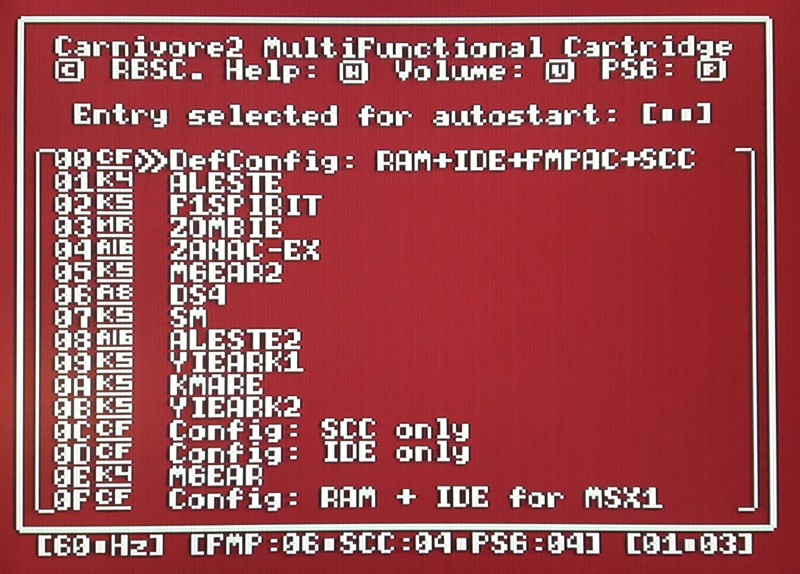 Carnivore2 MultiFunctional Cartridge
(C) RBSC. Help: [H] Volume: [V] PSG: [P]
Entry selected for autostart: [▪▪]
00 CF >>DefConfig: RAM+IDE+FMPAC+SCC
01 K4 ALESTE
02 K5 F1SPIRIT
03 MR ZOMBIE
04 A16 ZANAC-EX
05 K5 MGEAR2
06 A8 DS4
07 K5 SM
08 A16 ALESTE2
09 K5 YIEARK1
0A K5 KMARE
0B K5 YIEARK2
0C CF Config: SCC only
0D CF Config: IDE only
0E K4 MGEAR
0F CF Config: RAM + IDE for MSX1
[60▪Hz] [FMP:06▪SCC:04▪PSG:04] [01▪03]